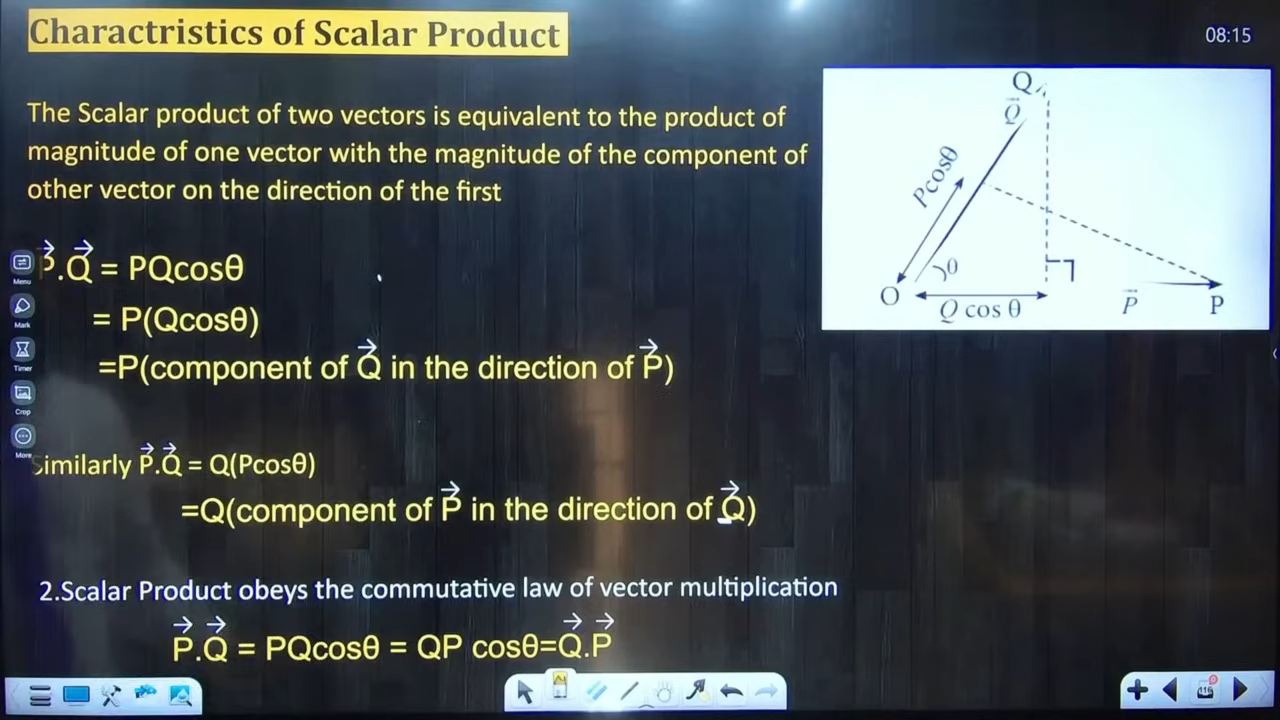 Charactristics of Scalar Product
08:15
The Scalar product of two vectors is equivalent to the product of
magnitude of one vector with the magnitude of the component of
other vector on the direction of the first
P⃗.Q⃗ = PQcosθ
= P(Qcosθ)
=P(component of Q⃗ in the direction of P⃗)
Similarly P⃗.Q⃗ = Q(Pcosθ)
=Q(component of P⃗ in the direction of Q⃗)
2.Scalar Product obeys the commutative law of vector multiplication
P⃗.Q⃗ = PQcosθ = QP cosθ=Q⃗.P⃗
Q
Q⃗
Pcosθ
θ
O
Q cos θ
P⃗
P
Menu
Mark
Timer
Crop
More